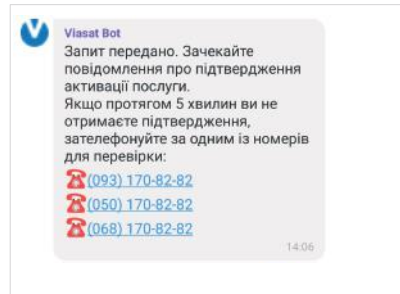 Viasat Bot
Запит передано. Зачекайте
повідомлення про підтвердження
активації послуги.
Якщо протягом 5 хвилин ви не
отримаєте підтвердження,
зателефонуйте за одним із номерів
для перевірки:
☎(093) 170-82-82
☎(050) 170-82-82
☎(068) 170-82-82
14:06